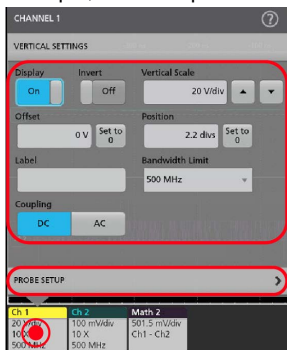 CHANNEL 1 ?
VERTICAL SETTINGS
Display Invert Vertical Scale
On Off 20 V/div
Offset Position
0 V Set to 0 2.2 divs Set to 0
Label Bandwidth Limit
500 MHz
Coupling
DC AC
PROBE SETUP
Ch 1 Ch 2 Math 2
20 V/div 100 mV/div 501.5 mV/div
10 X 10 X Ch1 - Ch2
500 MHz 500 MHz